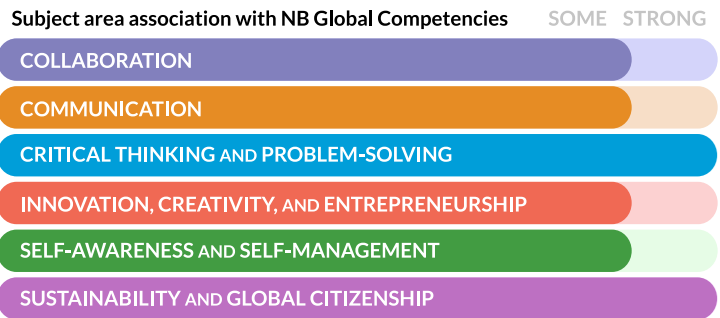 Subject area association with NB Global Competencies SOME STRONG
COLLABORATION
COMMUNICATION
CRITICAL THINKING AND PROBLEM-SOLVING
INNOVATION, CREATIVITY, AND ENTREPRENEURSHIP
SELF-AWARENESS AND SELF-MANAGEMENT
SUSTAINABILITY AND GLOBAL CITIZENSHIP